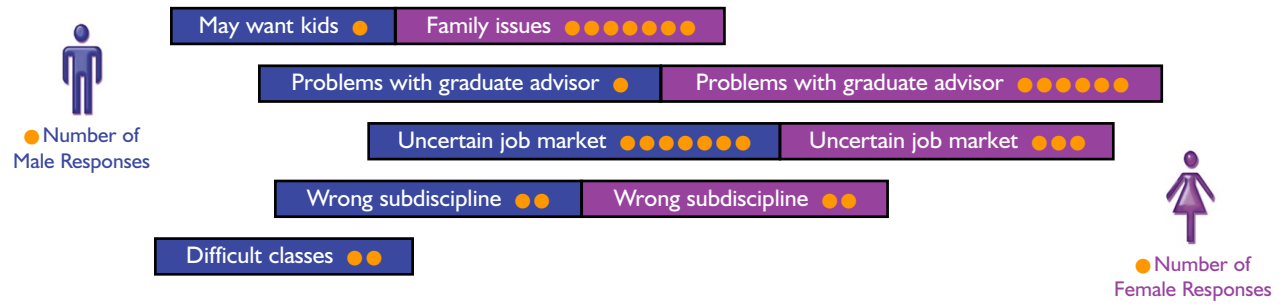 May want kids
Family issues
Problems with graduate advisor
Problems with graduate advisor
Number of
Male Responses
Uncertain job market
Uncertain job market
Wrong subdiscipline
Wrong subdiscipline
Difficult classes
Number of
Female Responses